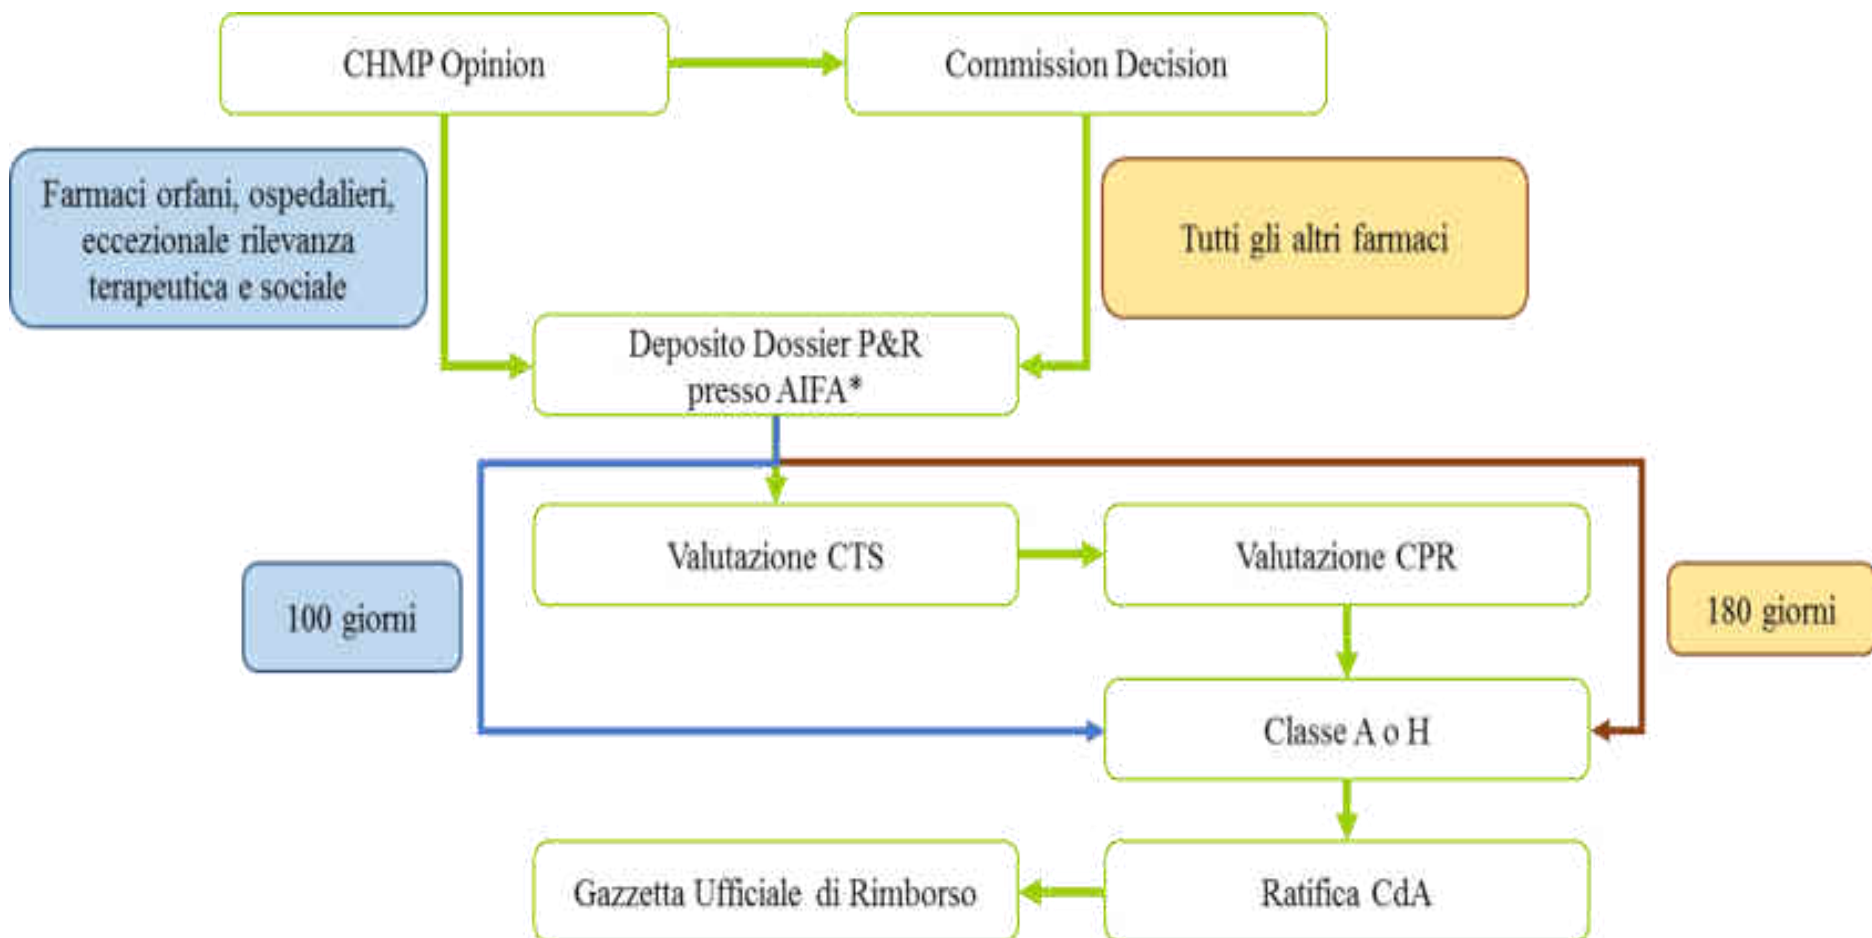 CHMP Opinion
Commission Decision
Farmaci orfani, ospedalieri,
eccezionale rilevanza
terapeutica e sociale
Tutti gli altri farmaci
Deposito Dossier P&R
presso AIFA*
Valutazione CTS
Valutazione CPR
100 giorni
180 giorni
Classe A o H
Gazzetta Ufficiale di Rimborso
Ratifica CdA